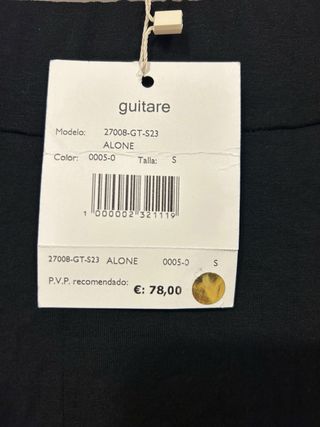 guitare
Modelo: 27008-GT-S23
ALONE
Color: 0005-0 Talla: S
1 000002 321119
27008-GT-S23 ALONE 0005-0 S
P.V.P. recomendado: €: 78,00